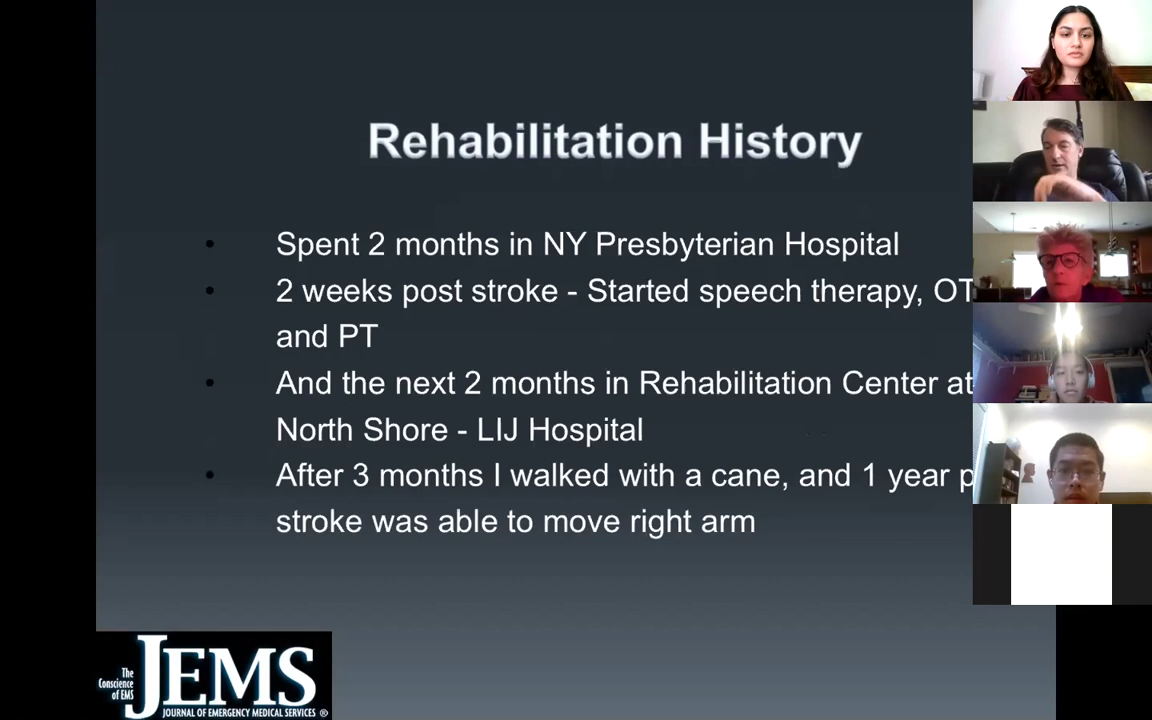 Rehabilitation History
• Spent 2 months in NY Presbyterian Hospital
• 2 weeks post stroke - Started speech therapy, OT
and PT
• And the next 2 months in Rehabilitation Center at
North Shore - LIJ Hospital
• After 3 months I walked with a cane, and 1 year
stroke was able to move right arm
The
Conscience
of EMS
JEMS
JOURNAL OF EMERGENCY MEDICAL SERVICES ®